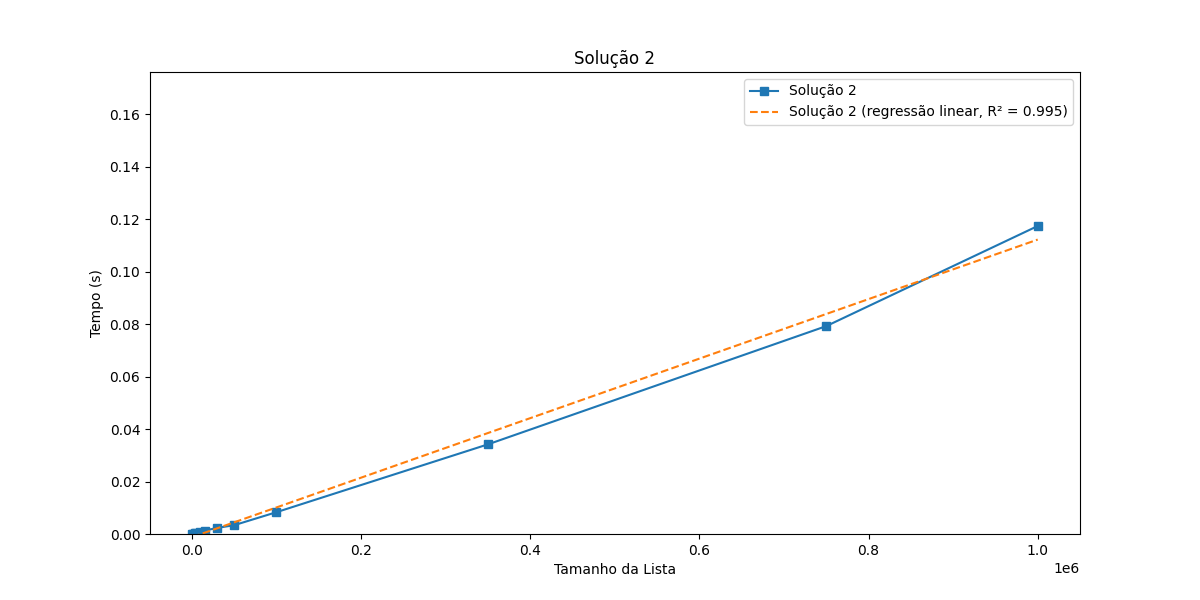 Solução 2
Solução 2
Solução 2 (regressão linear, R² = 0.995)
Tempo (s)
0.16
0.14
0.12
0.10
0.08
0.06
0.04
0.02
0.00
0.0 0.2 0.4 0.6 0.8 1.0
1e6
Tamanho da Lista